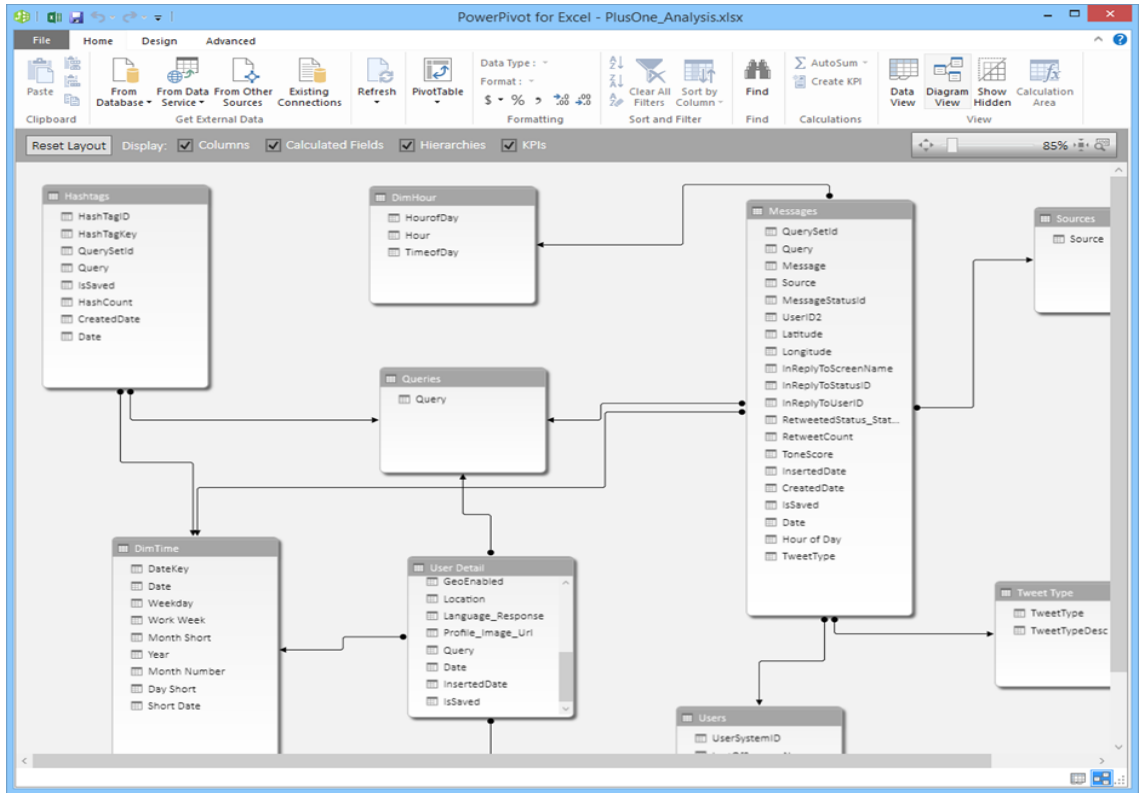 PowerPivot for Excel - PlusOne_Analysis.xlsx
File Home Design Advanced
Paste
Clipboard
From Database
From Data Service
From Other Sources
Existing Connections
Get External Data
Refresh
PivotTable
Data Type :
Format :
$ % , .00 .00
Formatting
Clear All Filters
Sort by Column
Sort and Filter
Find
Find
AutoSum
Create KPI
Calculations
Data View
Diagram View
Show Hidden
Calculation Area
View
Reset Layout Display: Columns Calculated Fields Hierarchies KPIs 85%
Hashtags
HashTagID
HashTagKey
QuerySetId
Query
IsSaved
HashCount
CreatedDate
Date
DimHour
HourofDay
Hour
TimeofDay
Messages
QuerySetId
Query
Message
Source
MessageStatusId
UserID2
Latitude
Longitude
InReplyToScreenName
InReplyToStatusID
InReplyToUserID
RetweetedStatus_Stat...
RetweetCount
ToneScore
InsertedDate
CreatedDate
IsSaved
Date
Hour of Day
TweetType
Sources
Source
Queries
Query
DimTime
DateKey
Date
Weekday
Work Week
Month Short
Year
Month Number
Day Short
Short Date
User Detail
GeoEnabled
Location
Language_Response
Profile_Image_Url
Query
Date
InsertedDate
IsSaved
Tweet Type
TweetType
TweetTypeDesc
Users
UserSystemID